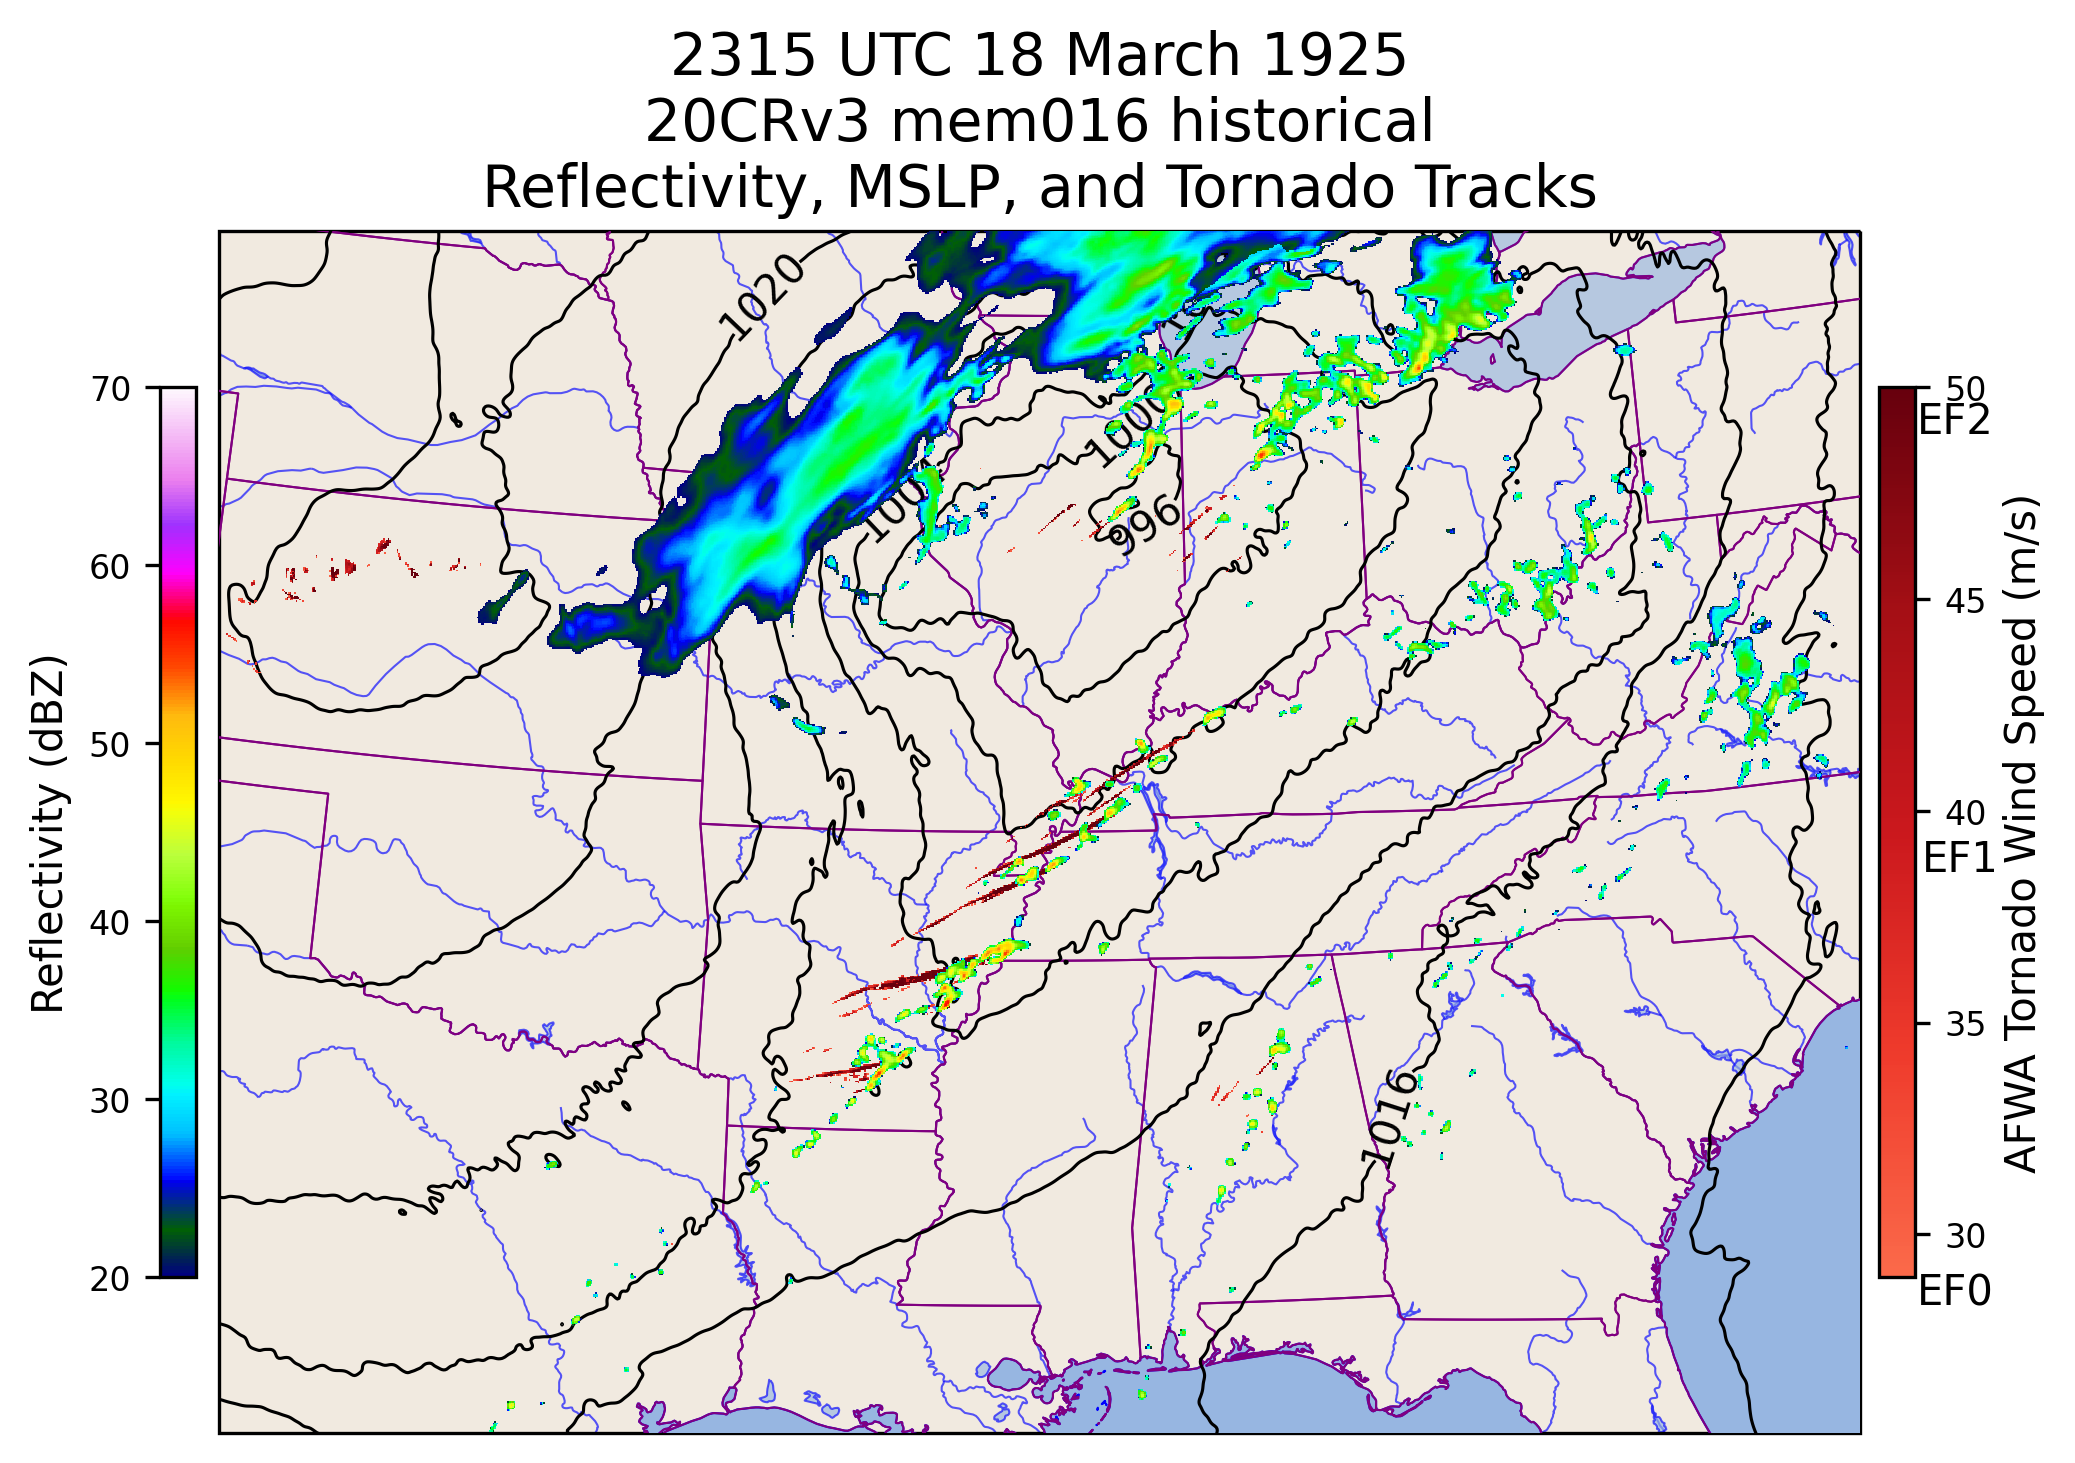 2315 UTC 18 March 1925
20CRv3 mem016 historical
Reflectivity, MSLP, and Tornado Tracks
1020
1000
1004
996
1016
70
60
50
40
30
20
Reflectivity (dBZ)
50
EF2
45
40
EF1
35
30
EF0
AFWA Tornado Wind Speed (m/s)